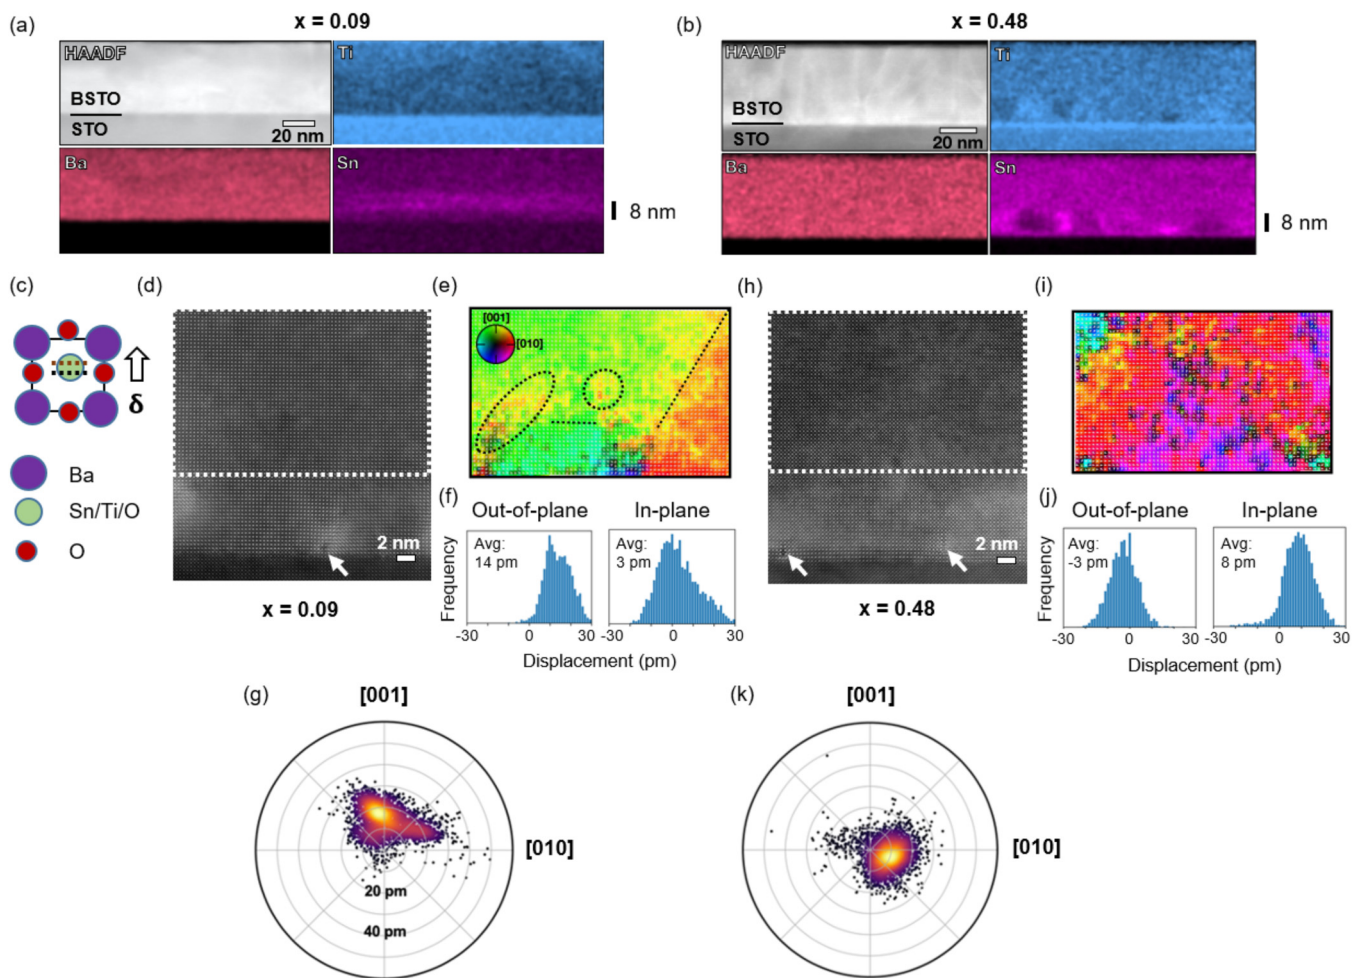 x = 0.09
x = 0.48
(a)
HAADF
BSTO
STO
20 nm
Ti
Ba
Sn
8 nm
(b)
HAADF
BSTO
STO
20 nm
Ti
Ba
Sn
8 nm
(c)
δ
Ba
Sn/Ti/O
O
(d)
2 nm
x = 0.09
(e)
[001]
[010]
(f)
Out-of-plane
In-plane
Frequency
Avg:
14 pm
Avg:
3 pm
-30
0
30
0
30
Displacement (pm)
(h)
2 nm
x = 0.48
(i)
(j)
Out-of-plane
In-plane
Frequency
Avg:
-3 pm
Avg:
8 pm
-30
0
30
-30
0
30
Displacement (pm)
(g)
[001]
[010]
20 pm
40 pm
(k)
[001]
[010]